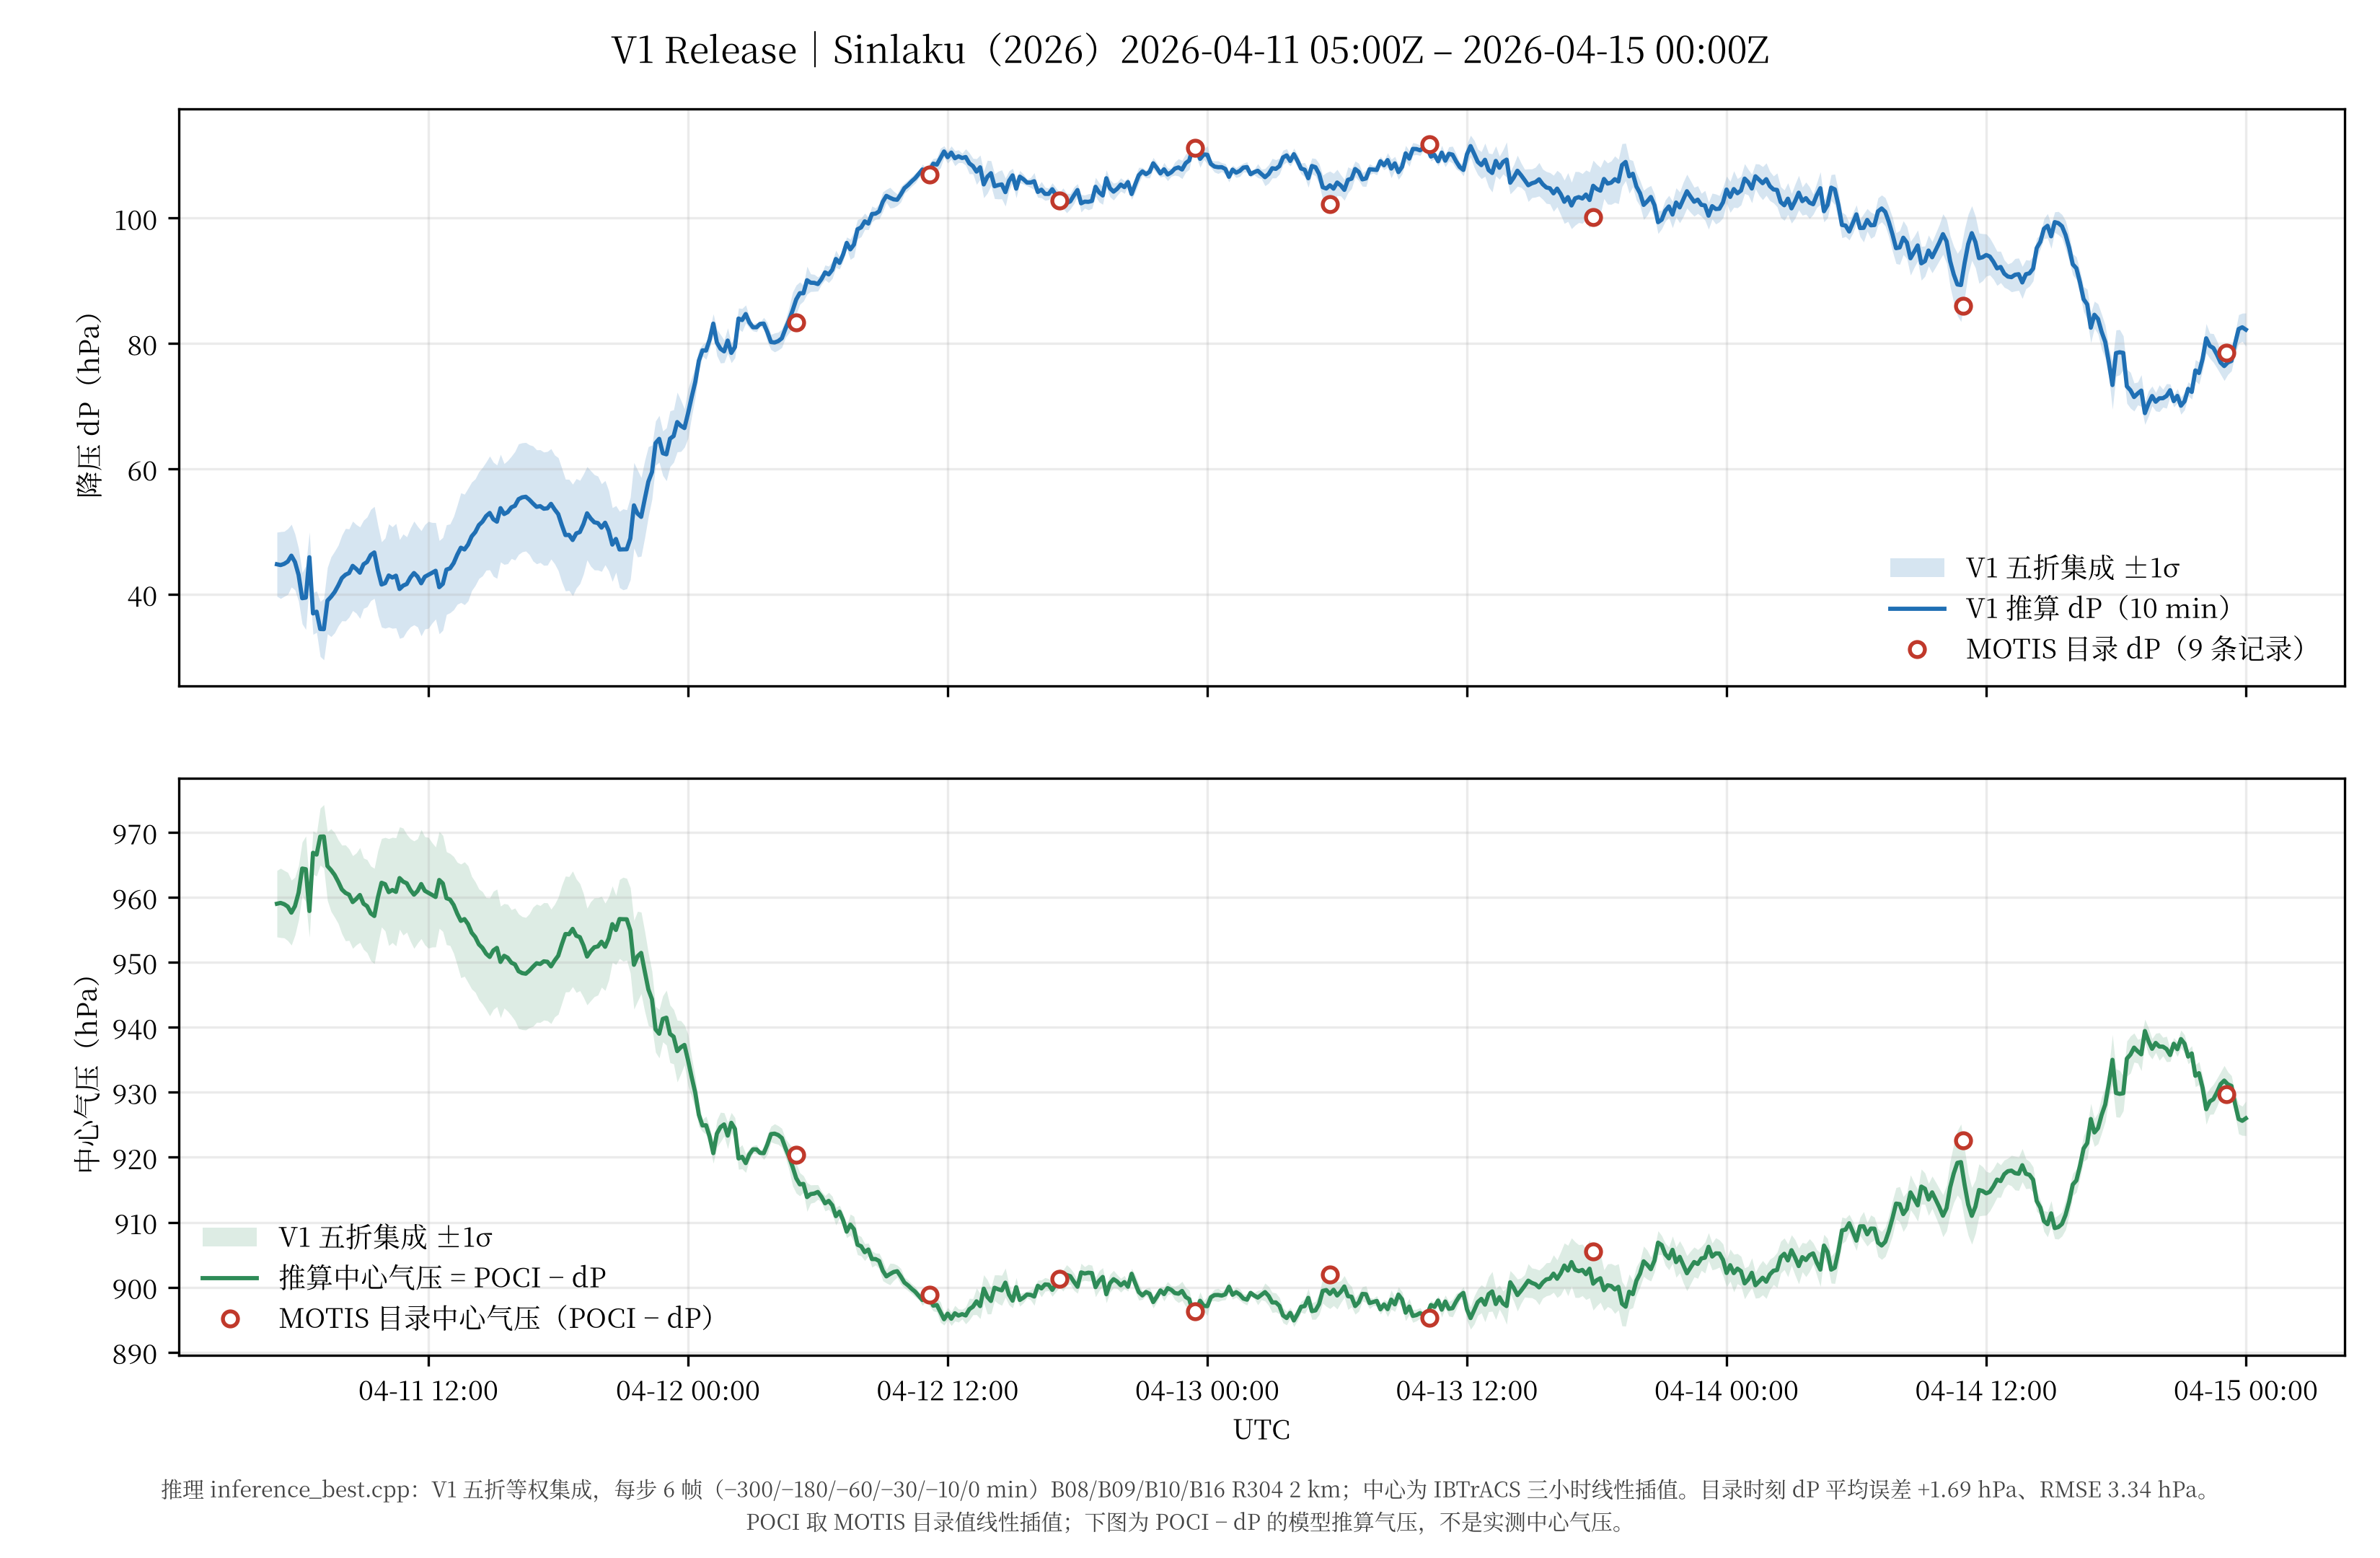 V1 Release｜Sinlaku（2026）2026-04-11 05:00Z – 2026-04-15 00:00Z
降压 dP（hPa）
100
80
60
40
V1 五折集成 ±1σ
V1 推算 dP（10 min）
MOTIS 目录 dP（9 条记录）
中心气压（hPa）
970
960
950
940
930
920
910
900
890
V1 五折集成 ±1σ
推算中心气压 = POCI − dP
MOTIS 目录中心气压（POCI − dP）
04-11 12:00
04-12 00:00
04-12 12:00
04-13 00:00
04-13 12:00
04-14 00:00
04-14 12:00
04-15 00:00
UTC
推理 inference_best.cpp：V1 五折等权集成，每步 6 帧（−300/−180/−60/−30/−10/0 min）B08/B09/B10/B16 R304 2 km；中心为 IBTrACS 三小时线性插值。目录时刻 dP 平均误差 +1.69 hPa、RMSE 3.34 hPa。
POCI 取 MOTIS 目录值线性插值；下图为 POCI − dP 的模型推算气压，不是实测中心气压。